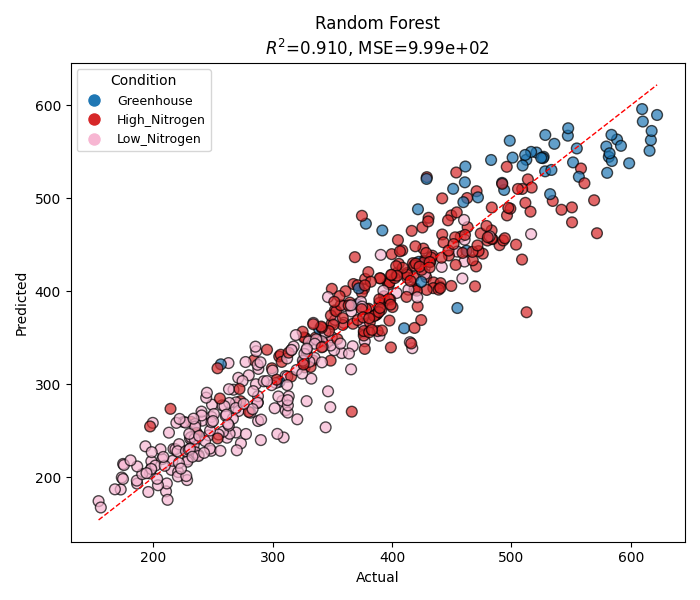 Random Forest
R²=0.910, MSE=9.99e+02
Condition
Greenhouse
High_Nitrogen
Low_Nitrogen
600
500
400
300
200
Predicted
200 300 400 500 600
Actual